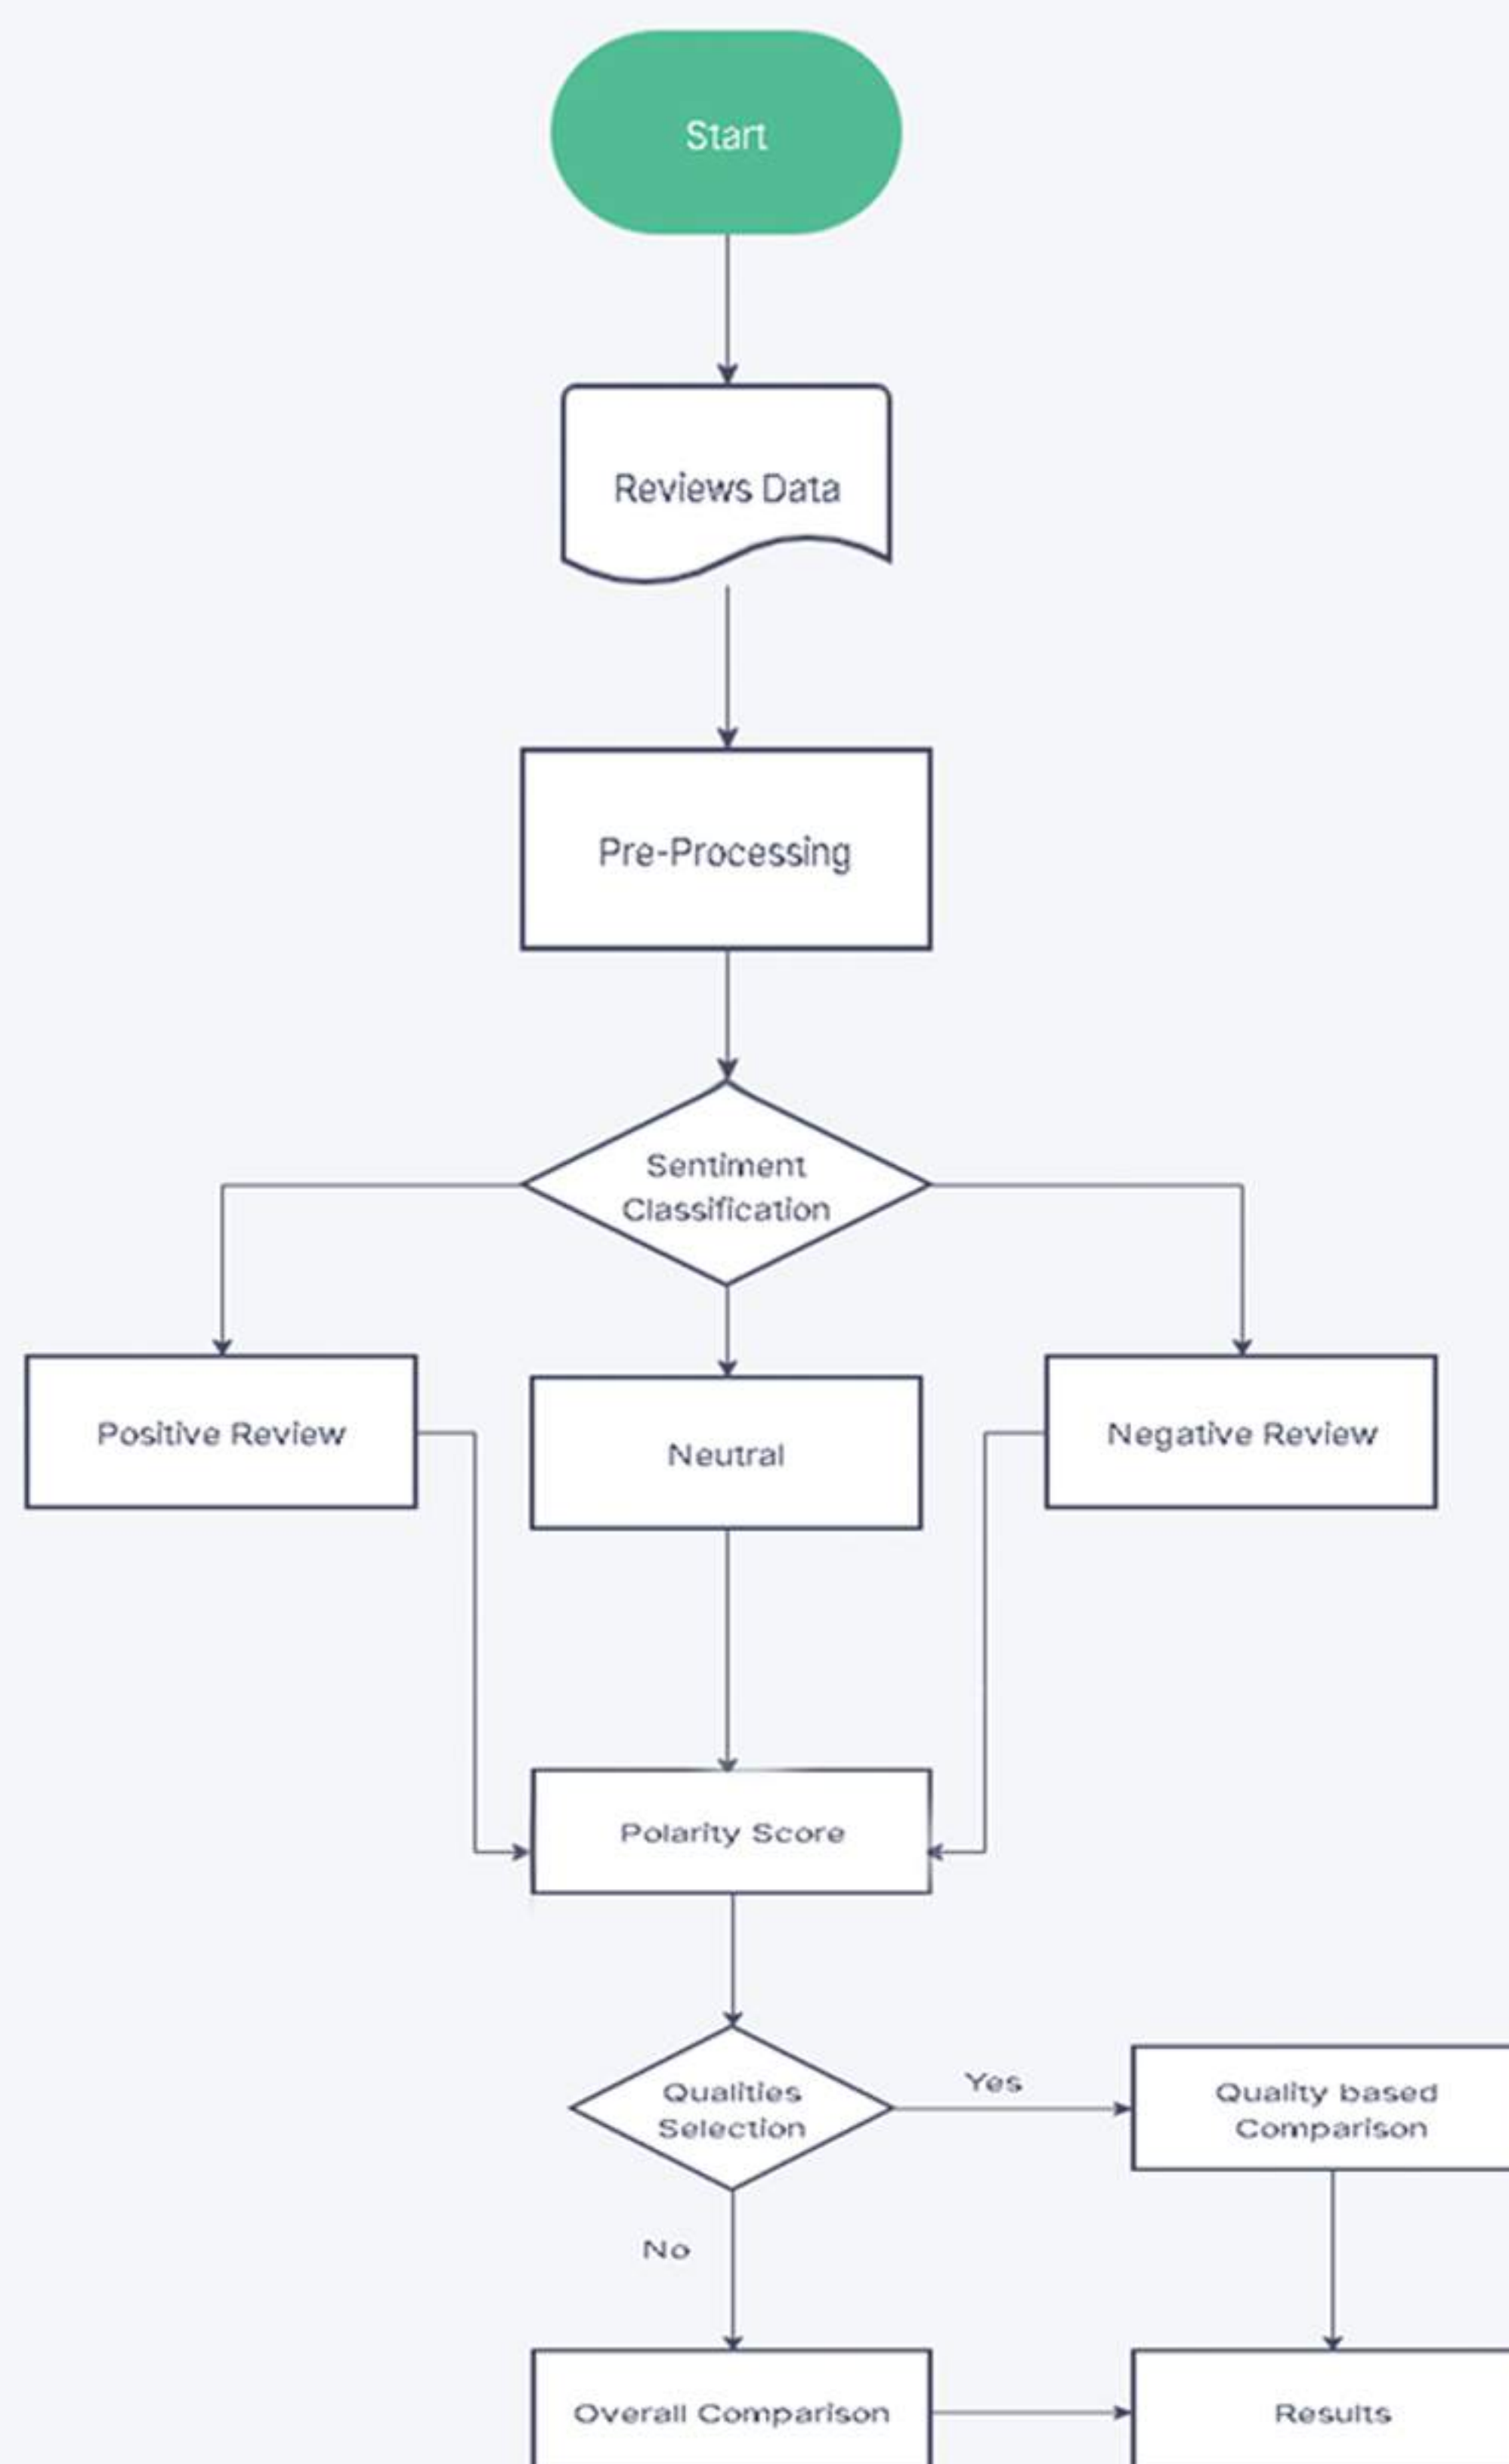 Start
Reviews Data
Pre-Processing
Sentiment
Classification
Positive Review
Neutral
Negative Review
Polarity Score
Qualities
Selection
Yes
Quality based
Comparison
No
Overall Comparison
Results